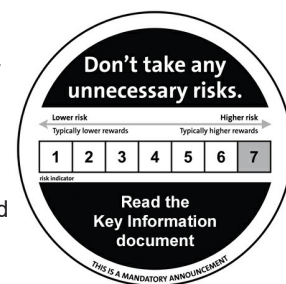 Don't take any
unnecessary risks.
Lower risk Higher risk
Typically lower rewards Typically higher rewards
1 2 3 4 5 6 7
risk indicator
Read the
Key Information
document
THIS IS A MANDATORY ANNOUNCEMENT
d